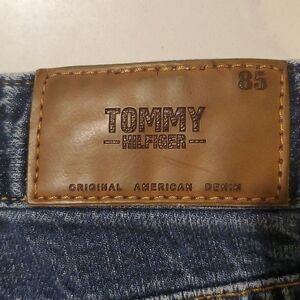 85
TOMMY
HILFIGER
ORIGINAL AMERICAN DENIM